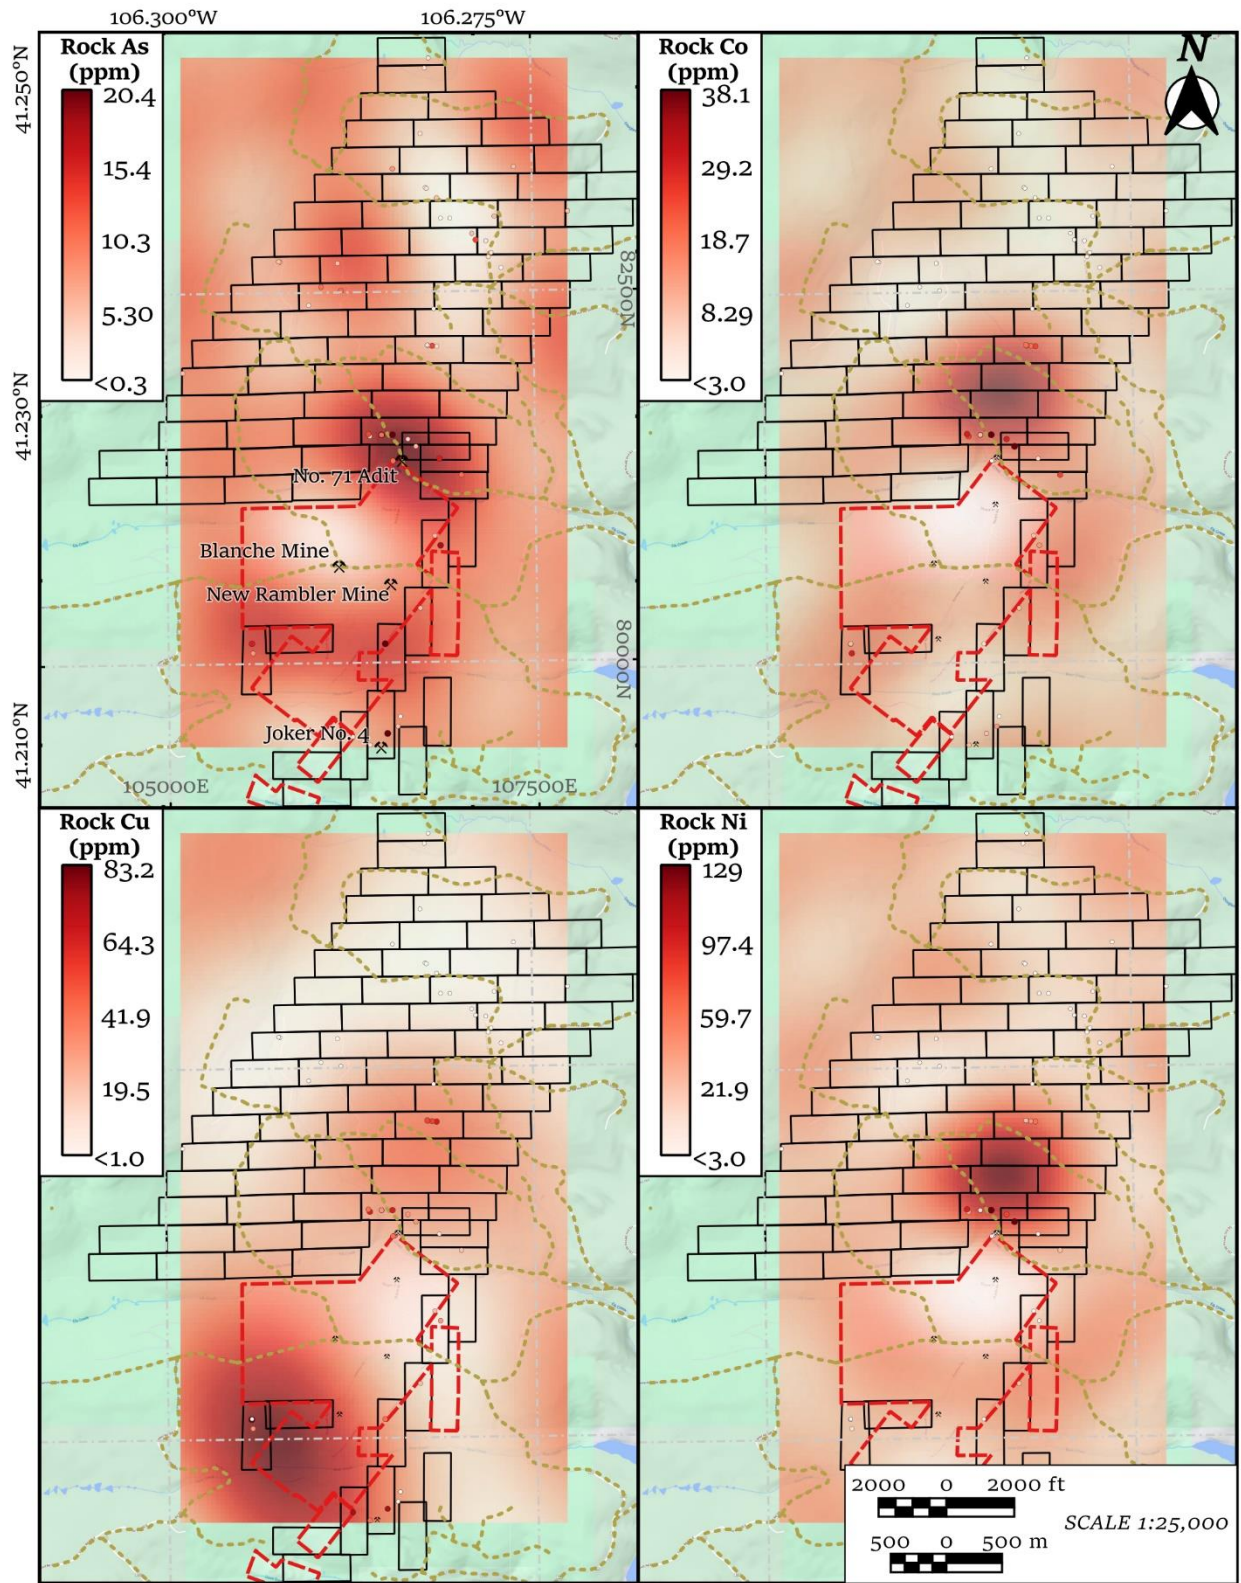 106.300°W
106.275°W
Rock As
(ppm)
20.4
15.4
10.3
5.30
<0.3
41.250°N
41.230°N
41.210°N
82500N
80000N
No. 71 Adit
Blanche Mine
New Rambler Mine
Joker No. 4
105000E
107500E
Rock Co
(ppm)
38.1
29.2
18.7
8.29
<3.0
N
Rock Cu
(ppm)
83.2
64.3
41.9
19.5
<1.0
Rock Ni
(ppm)
129
97.4
59.7
21.9
<3.0
2000 0 2000 ft
SCALE 1:25,000
500 0 500 m